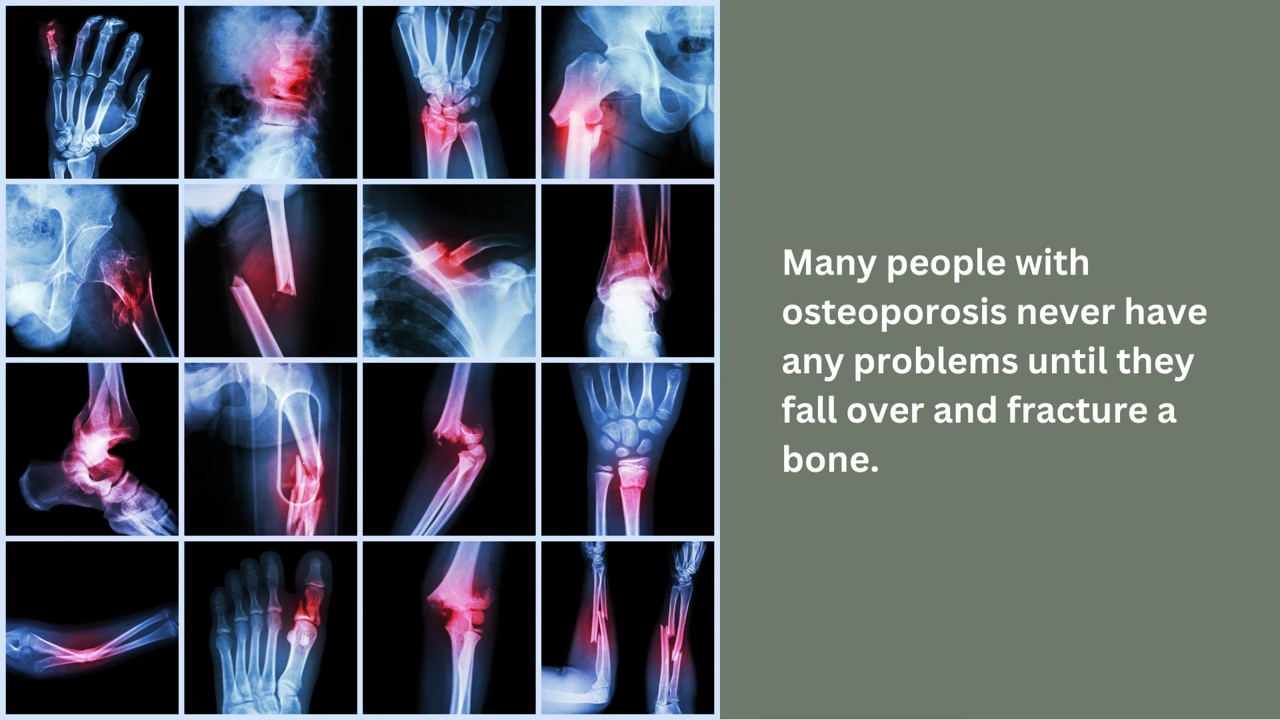 Many people with
osteoporosis never have
any problems until they
fall over and fracture a
bone.